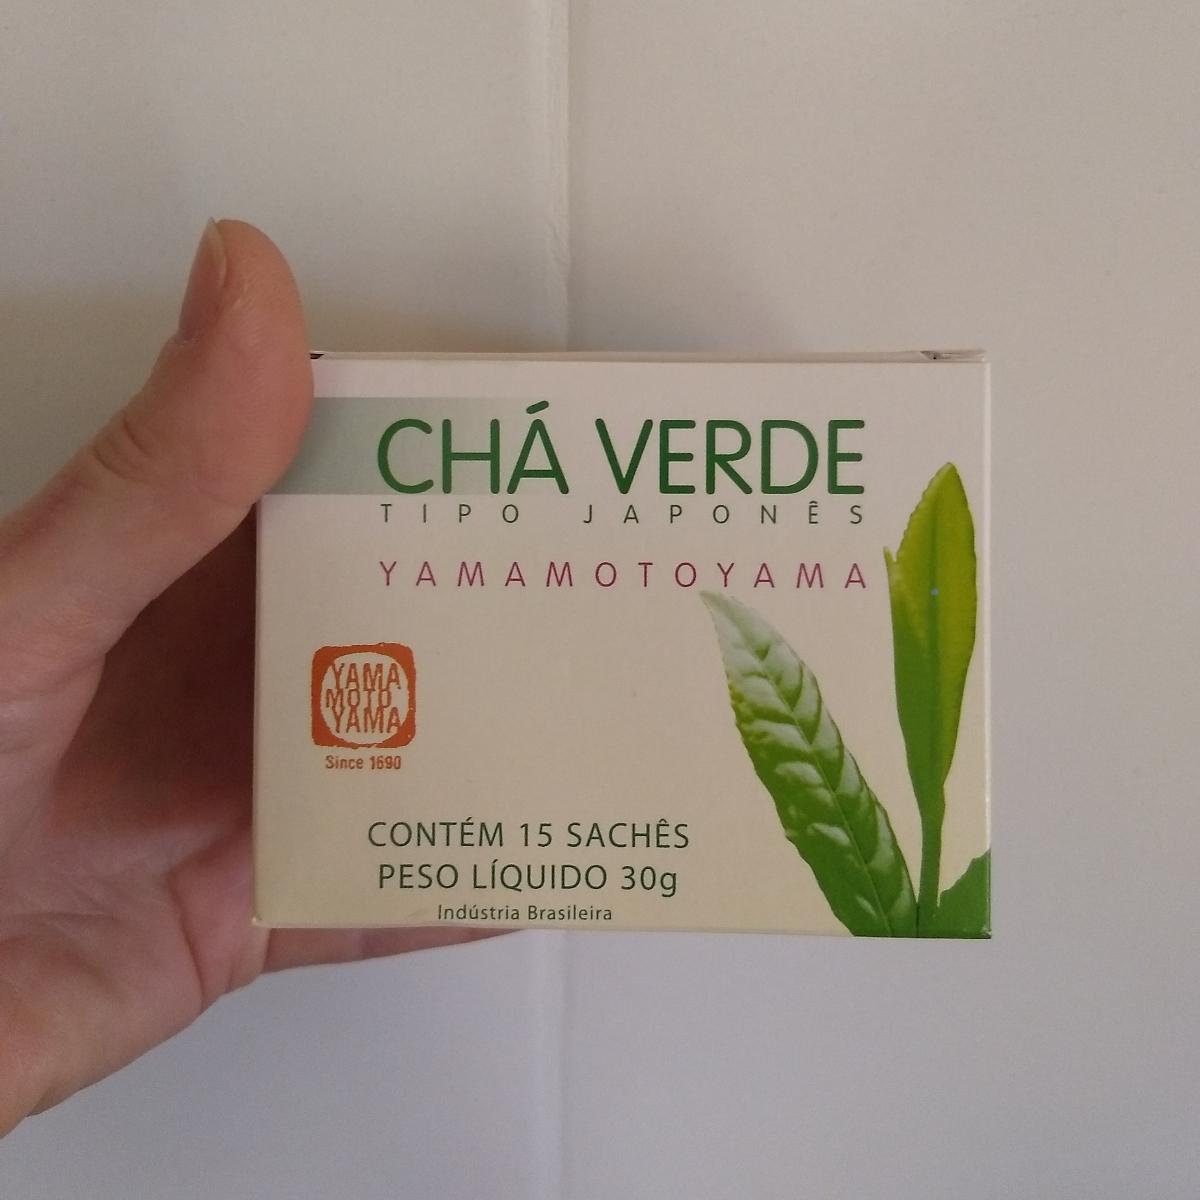 CHÁ VERDE
TIPO JAPONÊS
YAMAMOTOYAMA
YAMA
MOTO
YAMA
Since 1690
CONTÉM 15 SACHÊS
PESO LÍQUIDO 30g
Indústria Brasileira